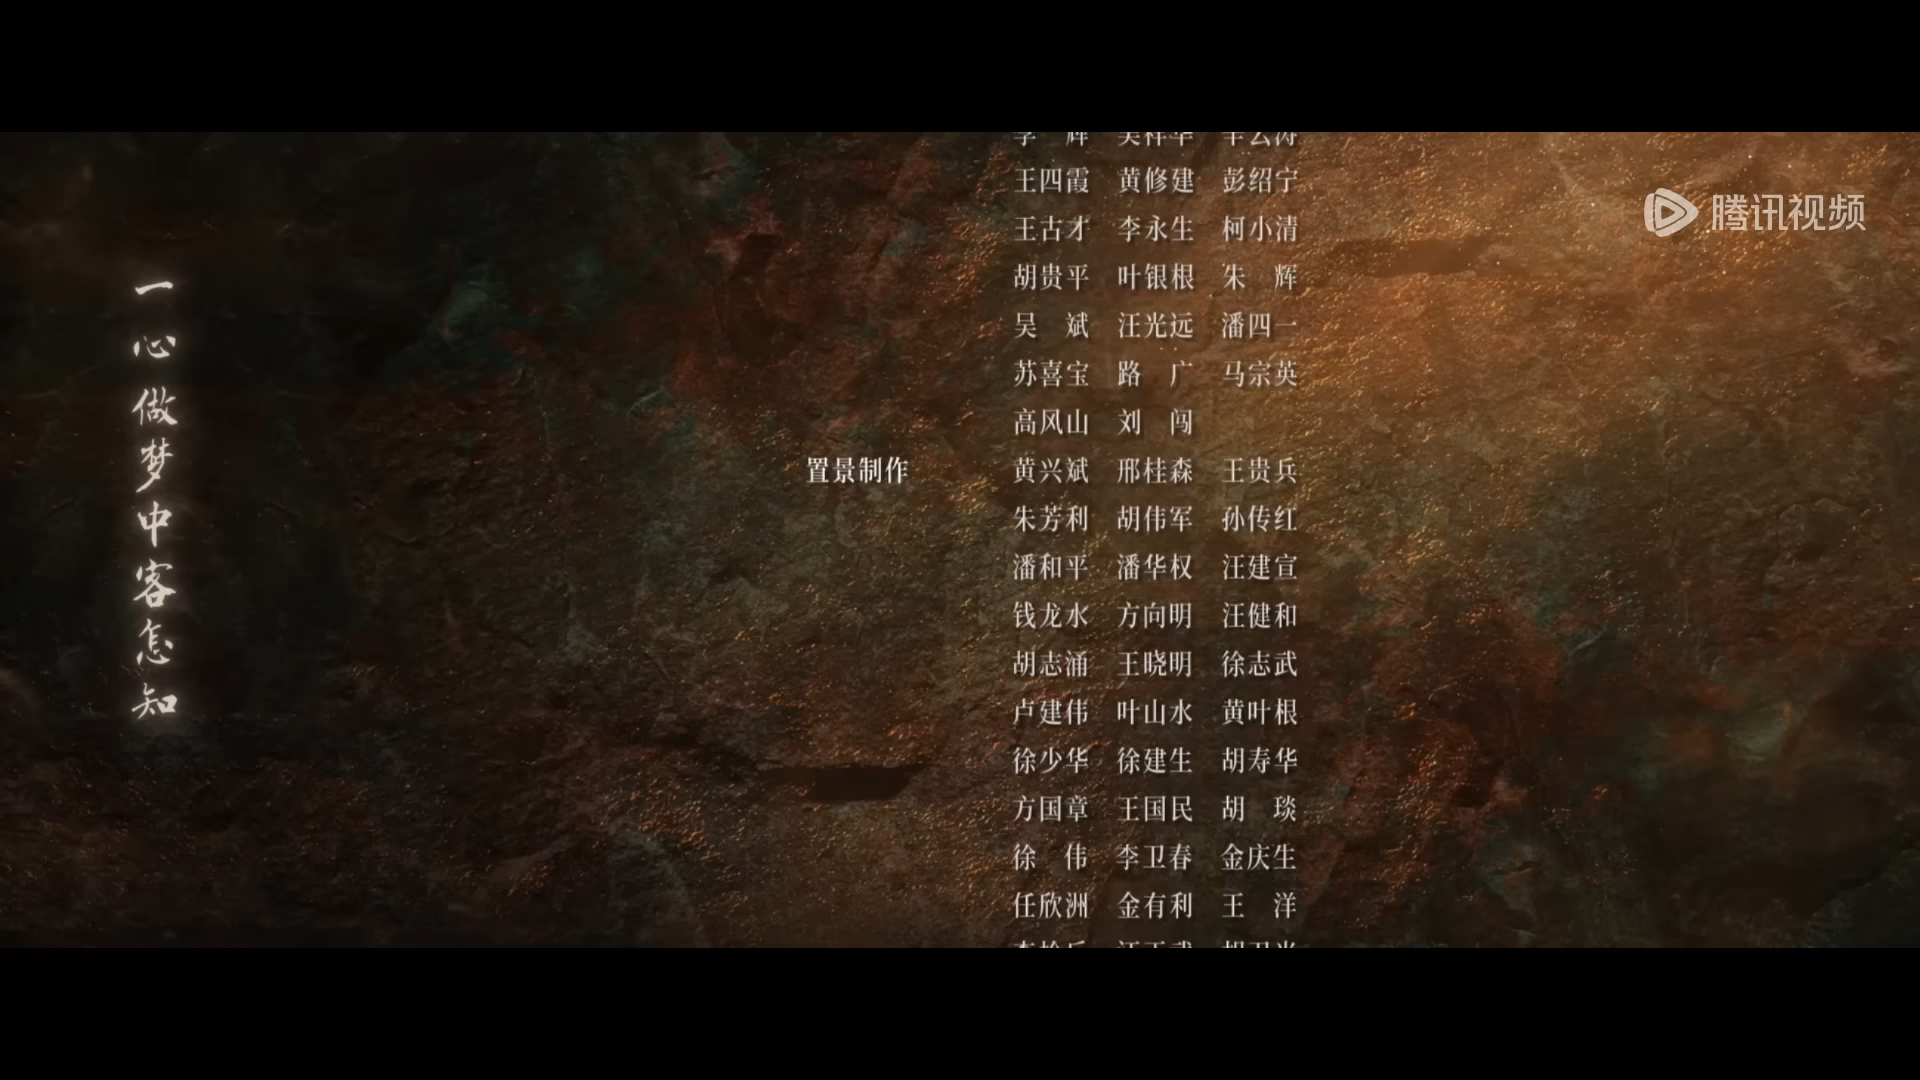 一心做梦中客怎知
腾讯视频
王四霞 黄修建 彭绍宁
王古才 李永生 柯小清
胡贵平 叶银根 朱 辉
吴 斌 汪光远 潘四一
苏喜宝 路 广 马宗英
高风山 刘 闯
置景制作 黄兴斌 邢桂森 王贵兵
朱芳利 胡伟军 孙传红
潘和平 潘华权 汪建宣
钱龙水 方向明 汪健和
胡志涌 王晓明 徐志武
卢建伟 叶山水 黄叶根
徐少华 徐建生 胡寿华
方国章 王国民 胡 琰
徐 伟 李卫春 金庆生
任欣洲 金有利 王 洋